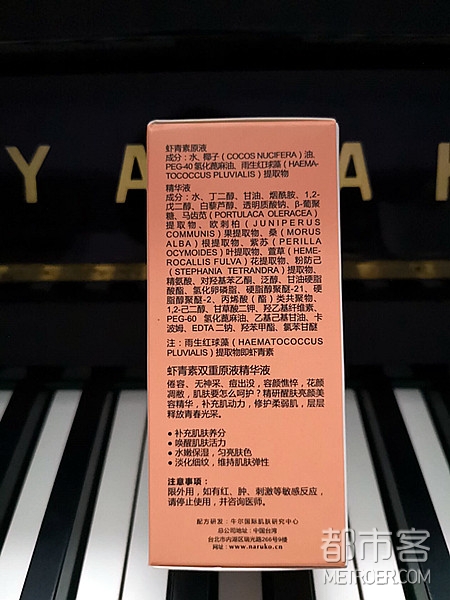 YA A
虾青素原液
成分：水、椰子（COCOS NUCIFERA）油、
PEG-40 氢化蓖麻油、雨生红球藻（HAEMA-
TOCOCCUS PLUVIALIS）提取物
精华液
成分：水、丁二醇、甘油、烟酰胺、1,2-
戊二醇、白藜芦醇、透明质酸钠、β-葡聚
糖、马齿苋（PORTULACA OLERACEA）
提取物、欧刺柏（JUNIPERUS
COMMUNIS）果提取物、桑（MORUS
ALBA）根提取物、紫苏（PERILLA
OCYMOIDES）叶提取物、萱草（HEME-
ROCALLIS FULVA）花提取物、粉防己
（STEPHANIA TETRANDRA）提取物、
精氨酸、对羟基苯乙酮、泛醇、甘油硬脂
酸酯、氢化卵磷脂、硬脂醇聚醚-21、硬
脂醇聚醚-2、丙烯酸（酯）类共聚物、
1,2-己二醇、甘草酸二钾、羟乙基纤维素、
PEG-60 氢化蓖麻油、乙基己基甘油、卡
波姆、EDTA 二钠、羟苯甲酯、氯苯甘醚
注：雨生红球藻（HAEMATOCOCCUS
PLUVIALIS）提取物即虾青素
虾青素双重原液精华液
倦容、无神采、痘出没，容颜憔悴，花颜
凋敝，肌肤要怎么呵护？精研醒肤亮颜美
容精华，补充肌动力，修护柔弱肌，层层
释放青春光采。
●补充肌肤养分
●唤醒肌肤活力
●水嫩保湿，匀亮肤色
●淡化细纹，维持肌肤弹性
注意事项：
限外用，如有红、肿、刺激等敏感反应，
请停止使用，并咨询医师。
配方研发：牛尔国际肌肤研究中心
总公司地址：中国台湾
台北市内湖区瑞光路266号9楼
网址：www.naruko.cn
都市客
METROER.COM